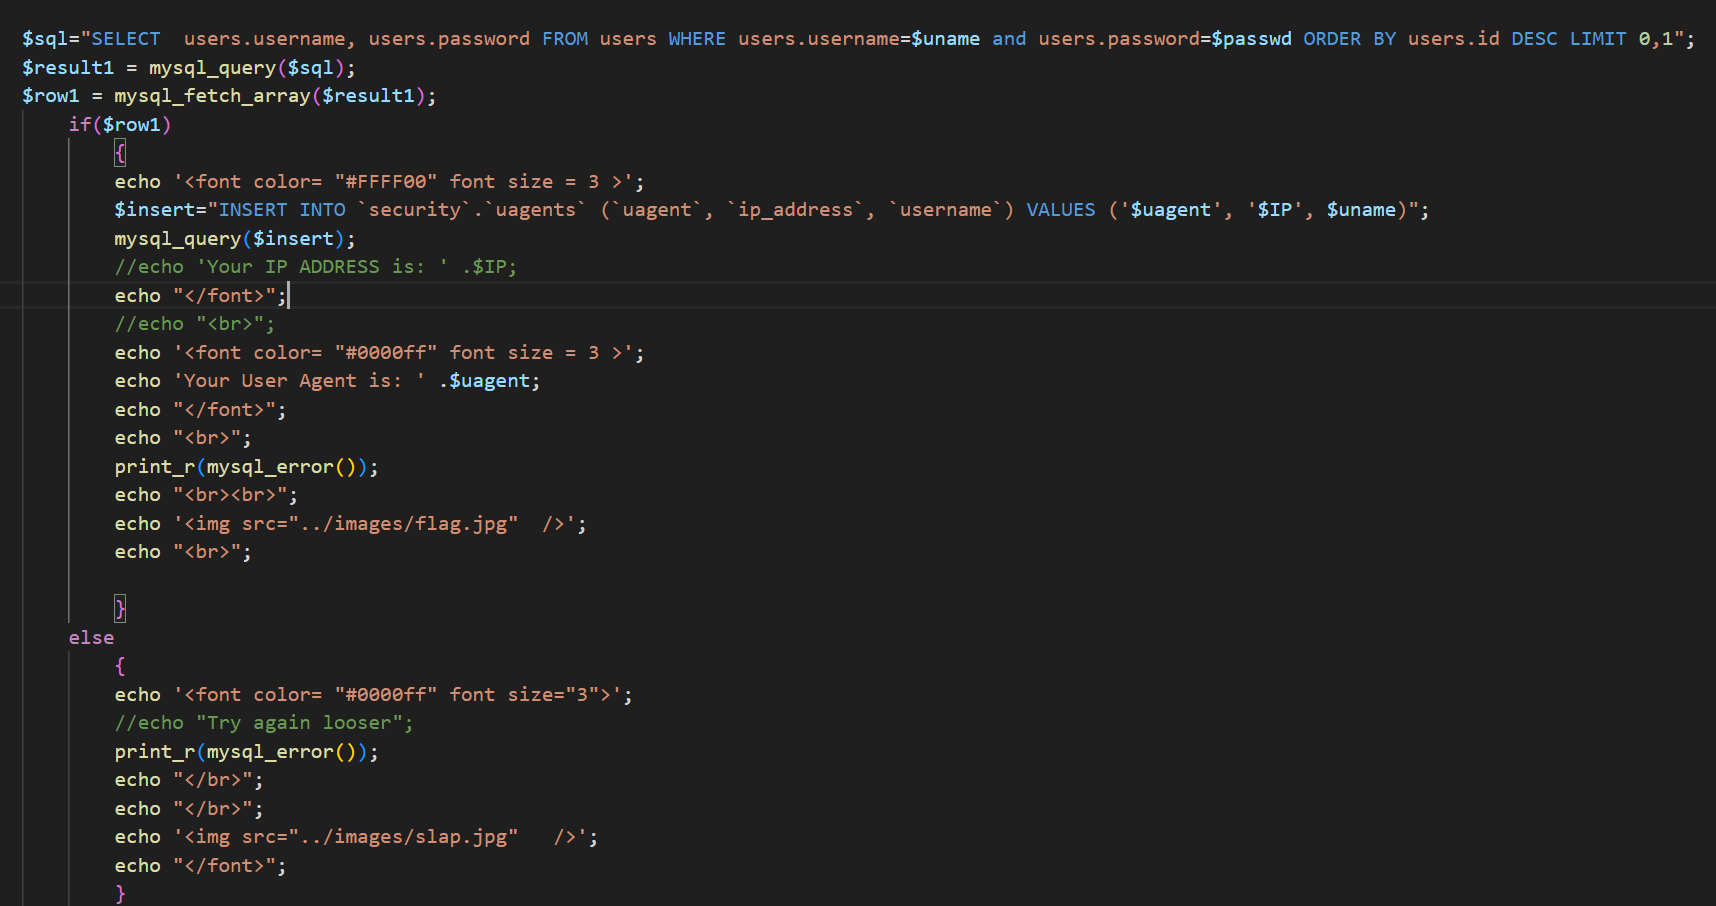 $sql="SELECT  users.username, users.password FROM users WHERE users.username=$uname and users.password=$passwd ORDER BY users.id DESC LIMIT 0,1";
$result1 = mysql_query($sql);
$row1 = mysql_fetch_array($result1);
    if($row1)
        {
        echo '<font color= "#FFFF00" font size = 3 >';
        $insert="INSERT INTO `security`.`uagents` (`uagent`, `ip_address`, `username`) VALUES ('$uagent', '$IP', $uname)";
        mysql_query($insert);
        //echo 'Your IP ADDRESS is: ' .$IP;
        echo "</font>";
        //echo "<br>";
        echo '<font color= "#0000ff" font size = 3 >';
        echo 'Your User Agent is: ' .$uagent;
        echo "</font>";
        echo "<br>";
        print_r(mysql_error());
        echo "<br><br>";
        echo '<img src="../images/flag.jpg"  />';
        echo "<br>";
        }
    else
        {
        echo '<font color= "#0000ff" font size="3">';
        //echo "Try again looser";
        print_r(mysql_error());
        echo "</br>";
        echo "</br>";
        echo '<img src="../images/slap.jpg"   />';
        echo "</font>";
        }